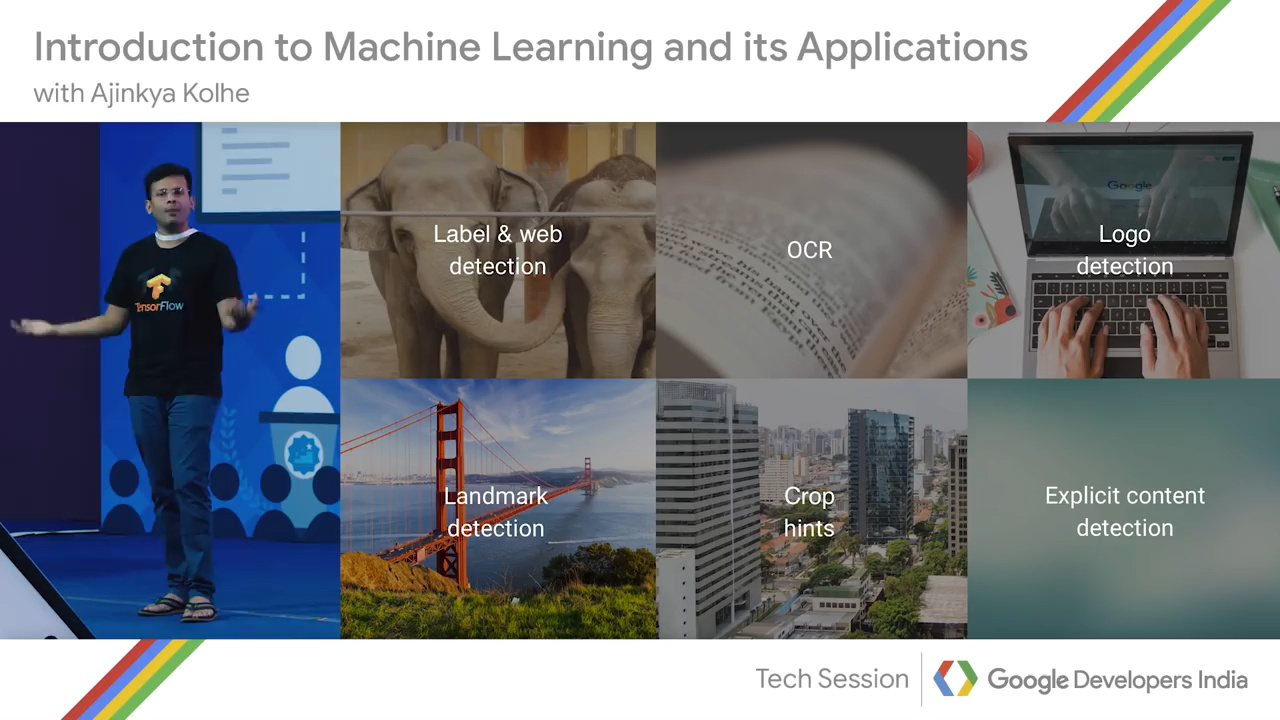 Introduction to Machine Learning and its Applications
with Ajinkya Kolhe
TensorFlow
Label & web
detection
OCR
Google
Logo
detection
Landmark
detection
Crop
hints
Explicit content
detection
Tech Session
Google Developers India